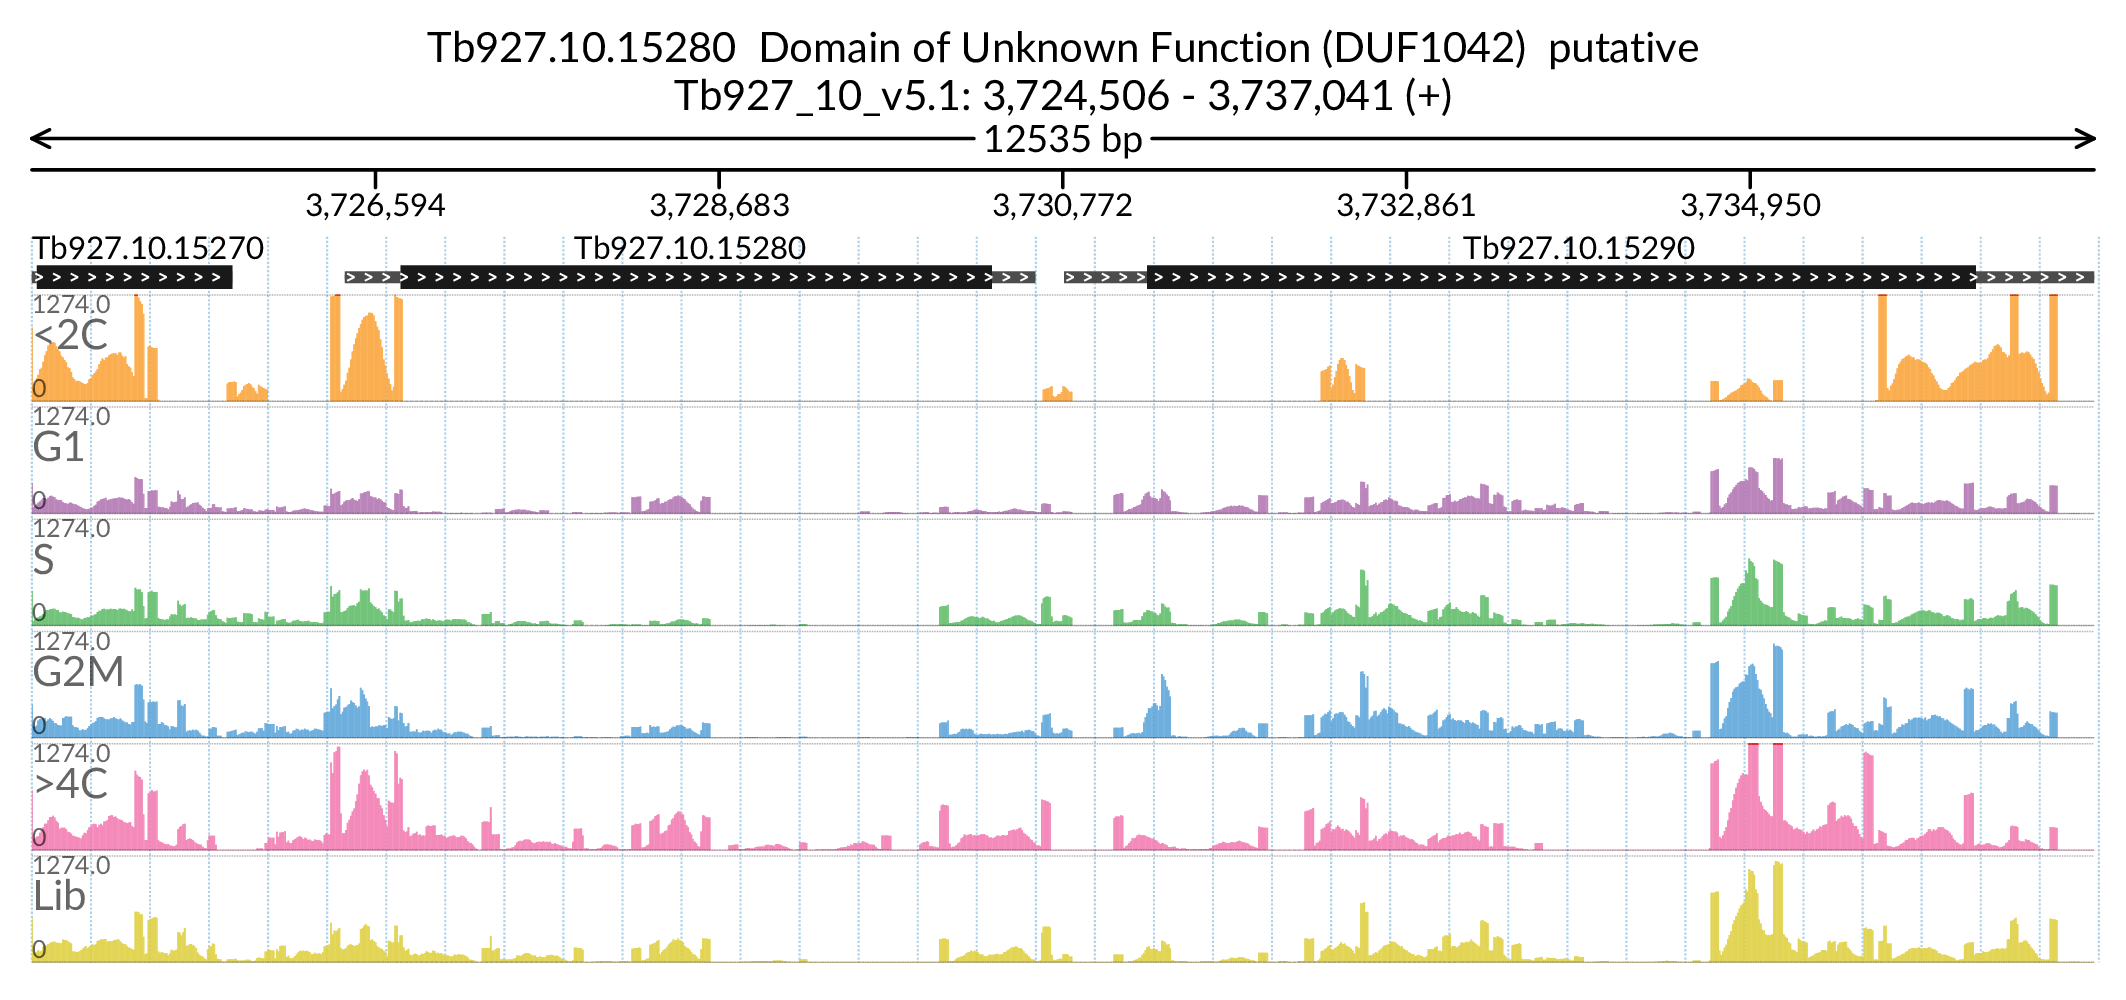 Tb927.10.15280  Domain of Unknown Function (DUF1042)  putative
Tb927_10_v5.1: 3,724,506 - 3,737,041 (+)
12535 bp
3,726,594 3,728,683 3,730,772 3,732,861 3,734,950
Tb927.10.15270 Tb927.10.15280 Tb927.10.15290
1274.0
<2C
0
1274.0
G1
0
1274.0
S
0
1274.0
G2M
0
1274.0
>4C
0
1274.0
Lib
0